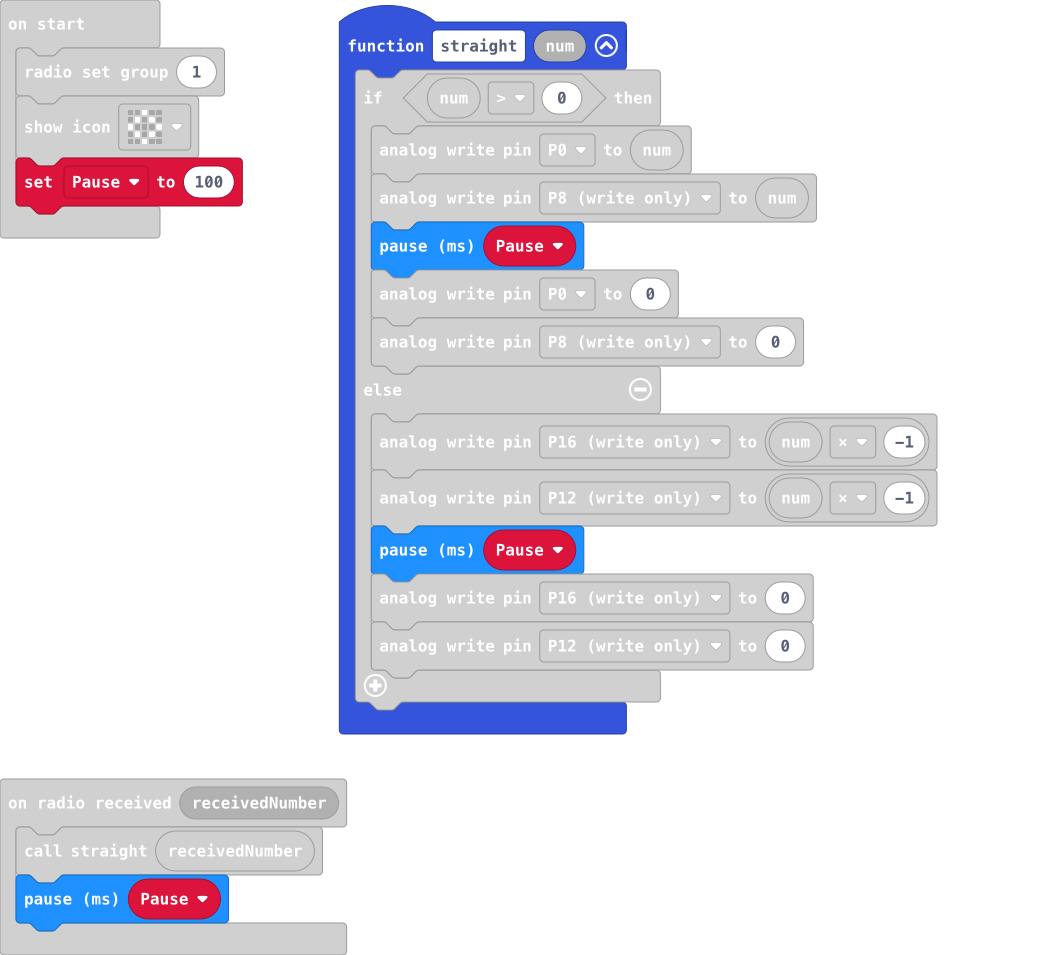 on start
radio set group 1
show icon
set Pause to 100
function straight num
if num > 0 then
analog write pin P0 to num
analog write pin P8 (write only) to num
pause (ms) Pause
analog write pin P0 to 0
analog write pin P8 (write only) to 0
else
analog write pin P16 (write only) to num × -1
analog write pin P12 (write only) to num × -1
pause (ms) Pause
analog write pin P16 (write only) to 0
analog write pin P12 (write only) to 0
on radio received receivedNumber
call straight receivedNumber
pause (ms) Pause